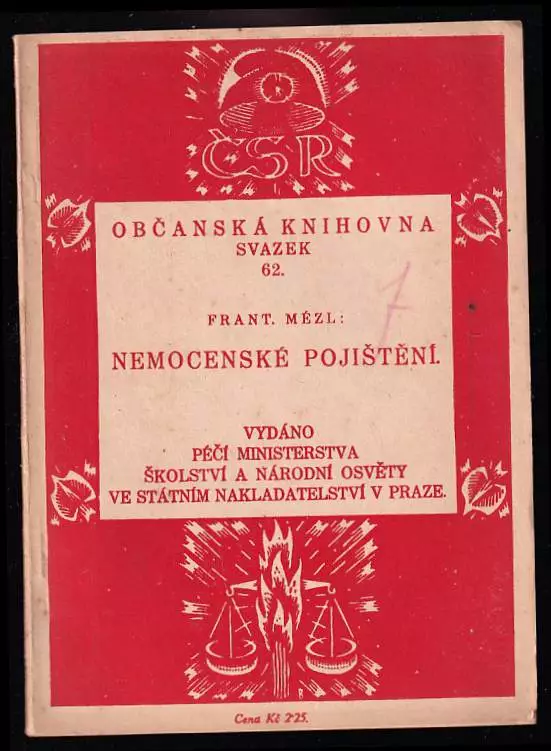 ČSR
OBČANSKÁ KNIHOVNA
SVAZEK
62.
7
FRANT. MÉZL:
NEMOCENSKÉ POJIŠTĚNÍ.
VYDÁNO
PÉČÍ MINISTERSTVA
ŠKOLSTVÍ A NÁRODNÍ OSVĚTY
VE STÁTNÍM NAKLADATELSTVÍ V PRAZE.
Cena Kč 2·25.